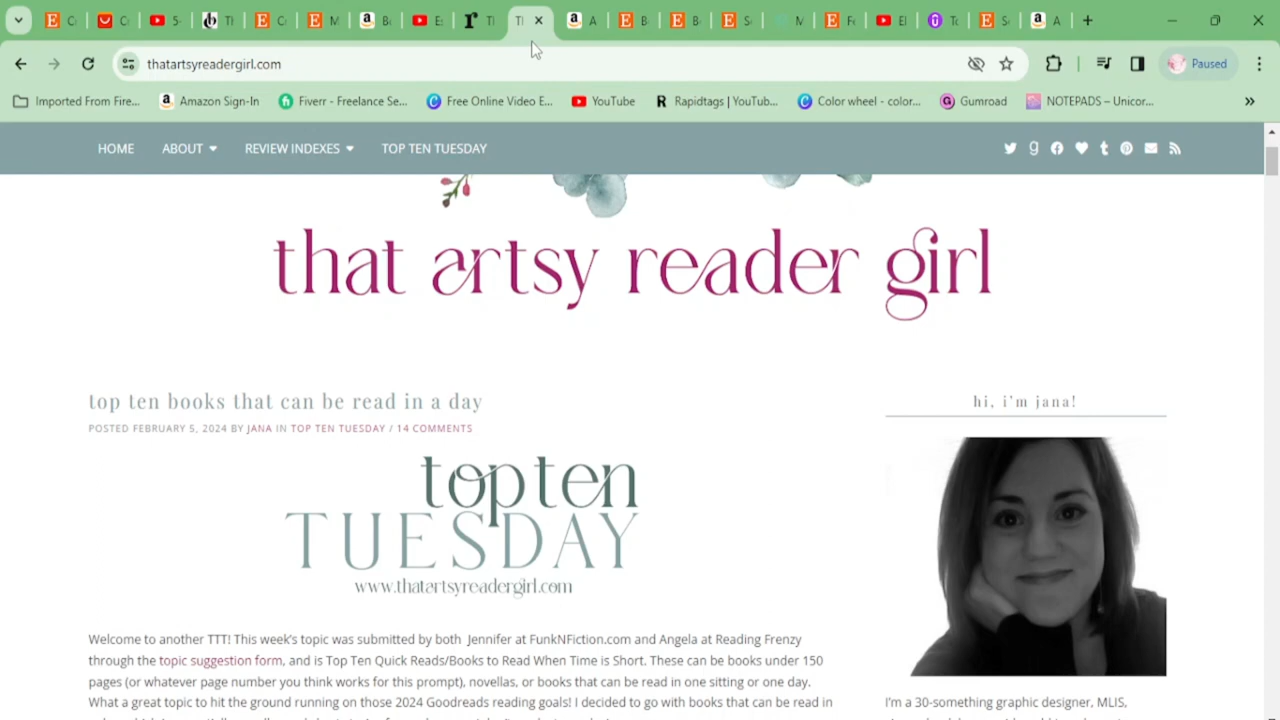 thatartsyreadergirl.com
Paused
Imported From Fire...
Amazon Sign-In
Fiverr - Freelance Se...
Free Online Video E...
YouTube
Rapidtags | YouTub...
Color wheel - color...
Gumroad
NOTEPADS – Unicor...
HOME
ABOUT
REVIEW INDEXES
TOP TEN TUESDAY
that artsy reader girl
top ten books that can be read in a day
POSTED FEBRUARY 5, 2024 BY JANA IN TOP TEN TUESDAY / 14 COMMENTS
top ten
TUESDAY
www.thatartsyreadergirl.com
Welcome to another TTT! This week's topic was submitted by both Jennifer at FunkNFiction.com and Angela at Reading Frenzy
through the topic suggestion form, and is Top Ten Quick Reads/Books to Read When Time is Short. These can be books under 150
pages (or whatever page number you think works for this prompt), novellas, or books that can be read in one sitting or one day.
What a great topic to hit the ground running on those 2024 Goodreads reading goals! I decided to go with books that can be read in
hi, i'm jana!
I'm a 30-something graphic designer, MLIS,